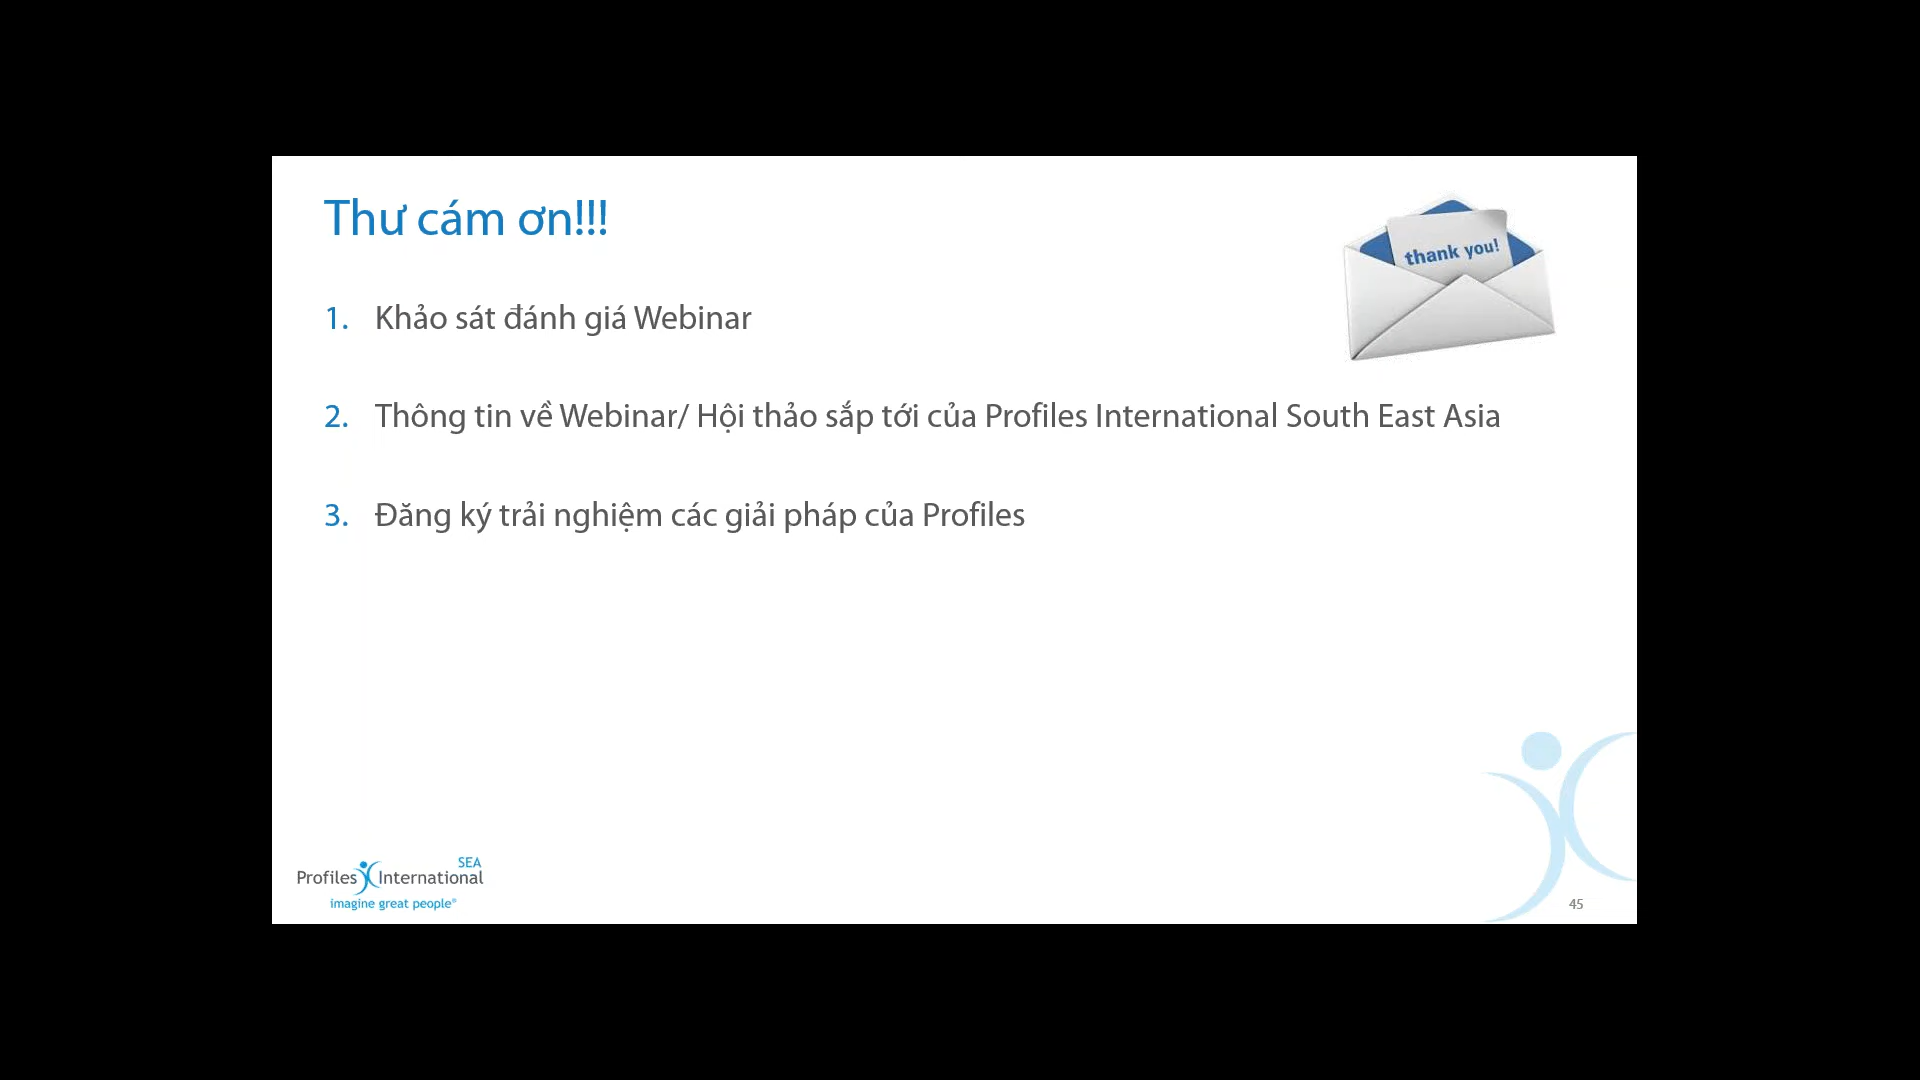 Thư cám ơn!!!
thank you!
1. Khảo sát đánh giá Webinar
2. Thông tin về Webinar/ Hội thảo sắp tới của Profiles International South East Asia
3. Đăng ký trải nghiệm các giải pháp của Profiles
SEA
Profiles International
imagine great people®
45